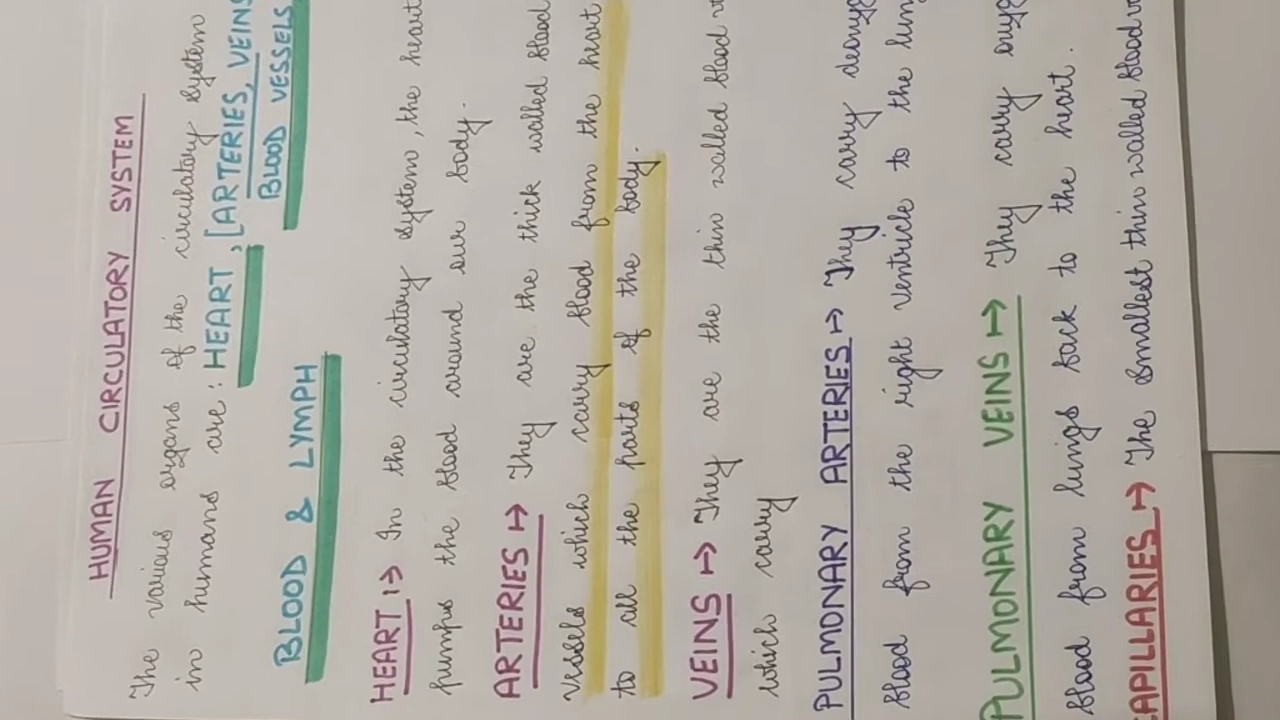 HUMAN CIRCULATORY SYSTEM
The various organs of the circulatory system
in humans are: HEART, [ARTERIES, VEINS
BLOOD VESSELS
BLOOD & LYMPH
HEART :→ In the circulatory system, the heart
pumps the blood around our body.
ARTERIES ↦ They are the thick walled blood
vessels which carry blood from the heart
to all the parts of the body.
VEINS ↦ They are the thin walled blood
which carry
PULMONARY ARTERIES ↦ They carry deoxy
blood from the right ventricle to the lun
PULMONARY VEINS ↦ They carry oxyg
blood from lungs back to the heart.
CAPILLARIES ↦ The smallest thin walled blood